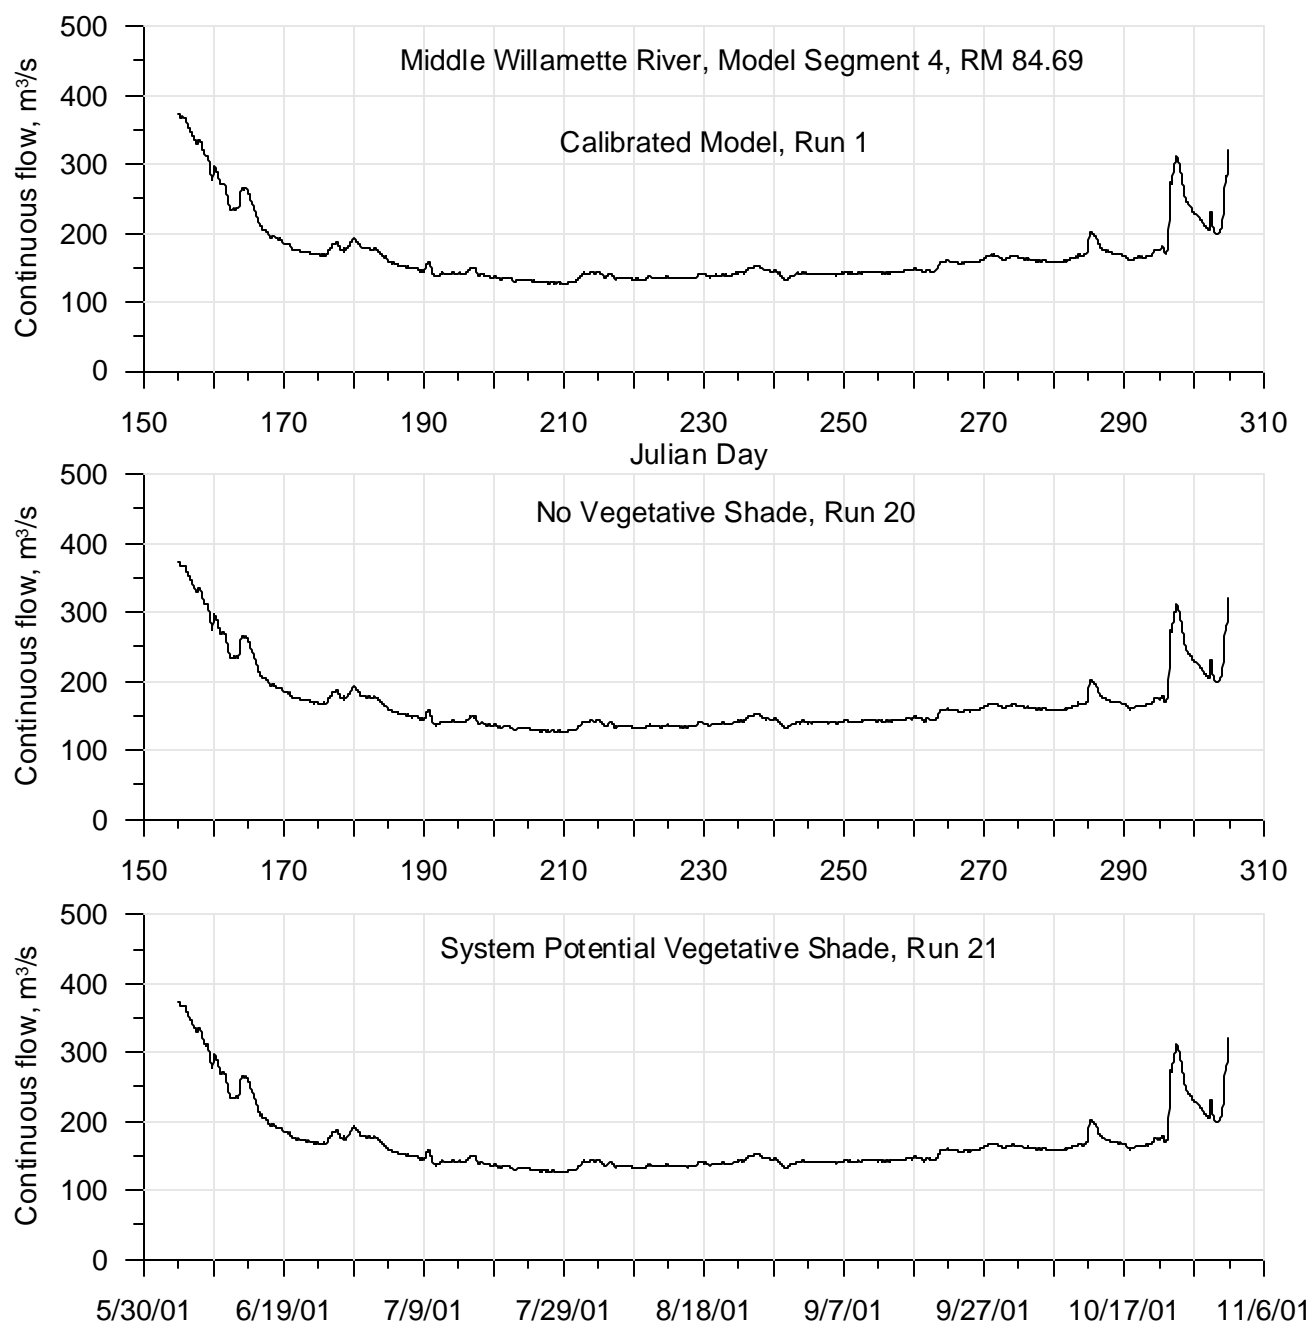 500
Middle Willamette River, Model Segment 4, RM 84.69
400
Calibrated Model, Run 1
300
200
100
0
Continuous flow, m³/s
150 170 190 210 230 250 270 290 310
Julian Day
500
No Vegetative Shade, Run 20
400
300
200
100
0
Continuous flow, m³/s
150 170 190 210 230 250 270 290 310
500
System Potential Vegetative Shade, Run 21
400
300
200
100
0
Continuous flow, m³/s
5/30/01 6/19/01 7/9/01 7/29/01 8/18/01 9/7/01 9/27/01 10/17/01 11/6/01